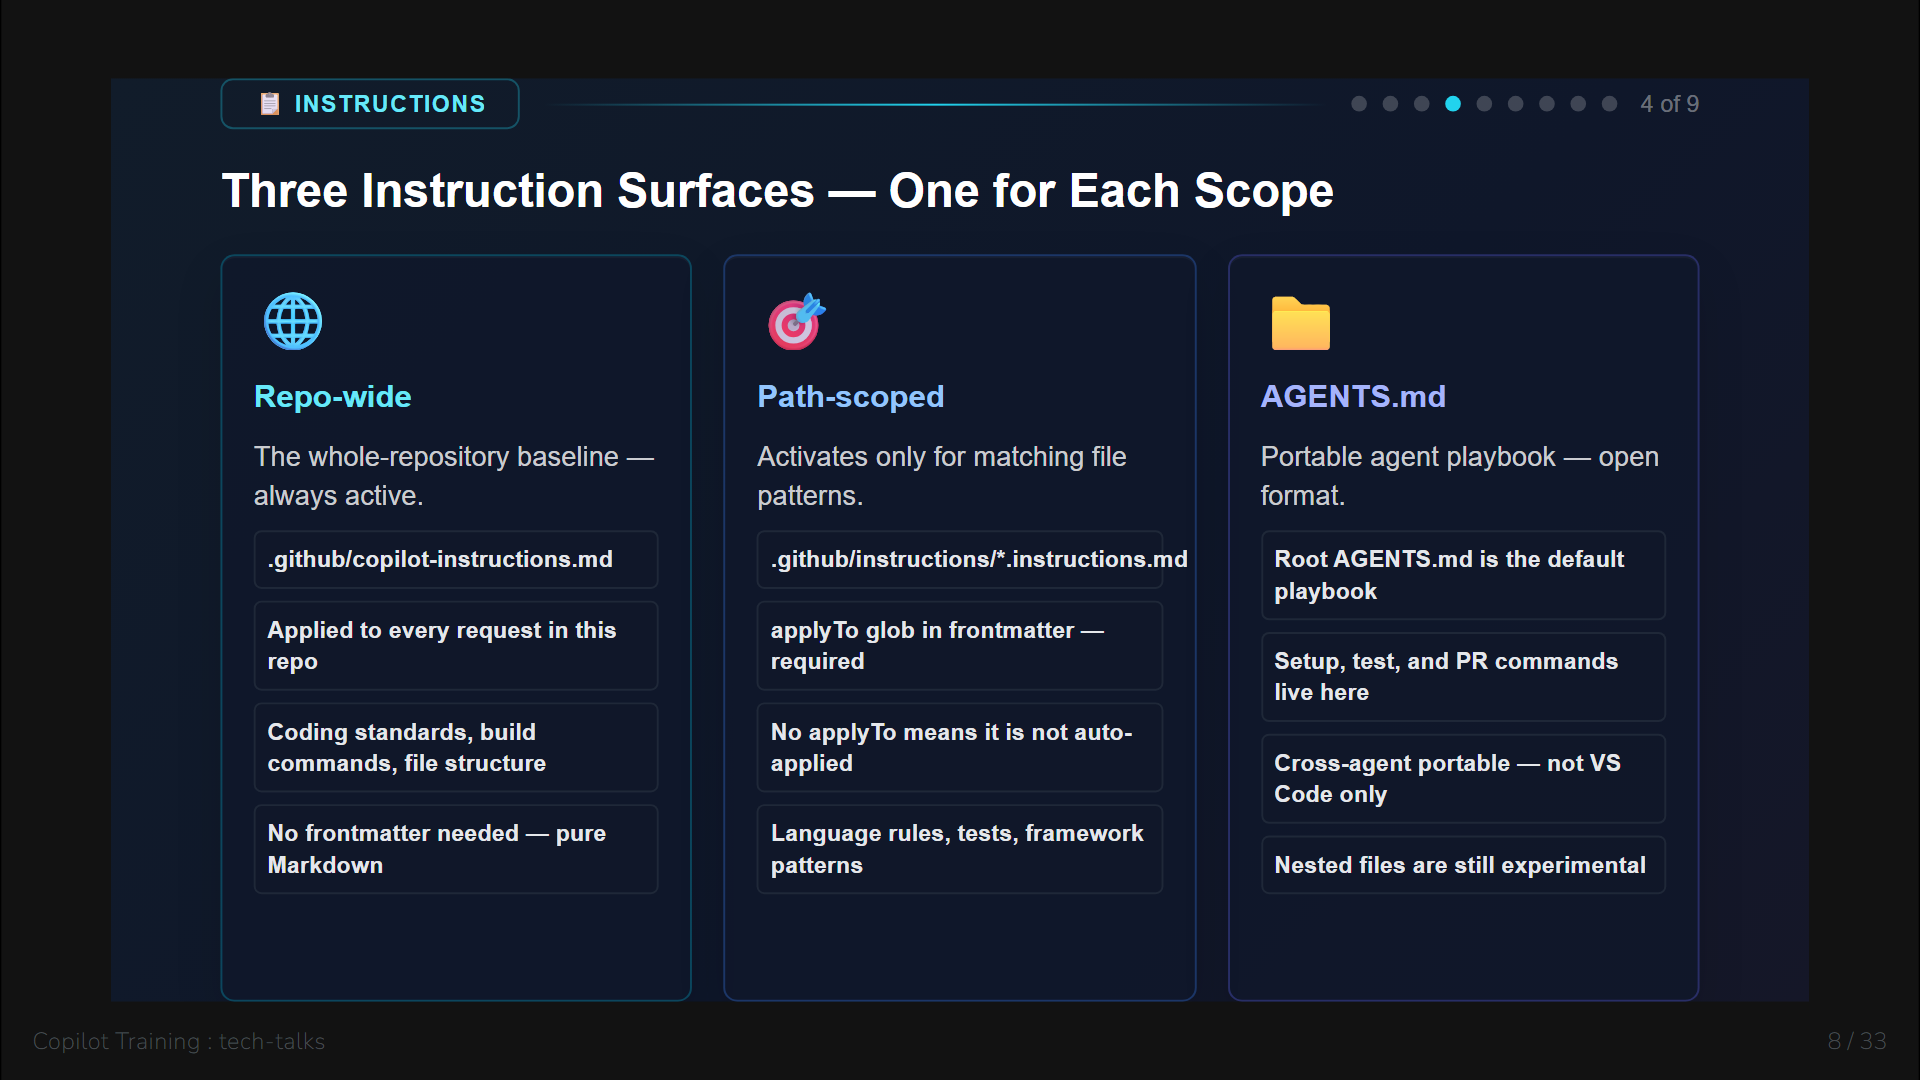 INSTRUCTIONS
4 of 9
Three Instruction Surfaces — One for Each Scope
Repo-wide
The whole-repository baseline —
always active.
.github/copilot-instructions.md
Applied to every request in this
repo
Coding standards, build
commands, file structure
No frontmatter needed — pure
Markdown
Path-scoped
Activates only for matching file
patterns.
.github/instructions/*.instructions.md
applyTo glob in frontmatter —
required
No applyTo means it is not auto-
applied
Language rules, tests, framework
patterns
AGENTS.md
Portable agent playbook — open
format.
Root AGENTS.md is the default
playbook
Setup, test, and PR commands
live here
Cross-agent portable — not VS
Code only
Nested files are still experimental
Copilot Training : tech-talks
8 / 33